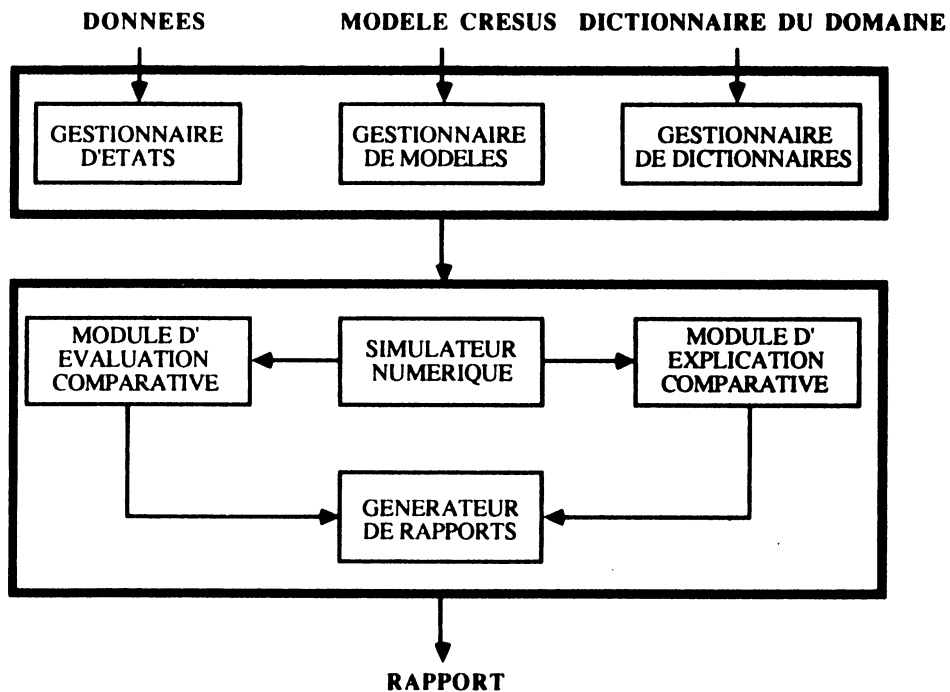 DONNEES
MODELE CRESUS
DICTIONNAIRE DU DOMAINE
GESTIONNAIRE
D'ETATS
GESTIONNAIRE
DE MODELES
GESTIONNAIRE
DE DICTIONNAIRES
MODULE D'
EVALUATION
COMPARATIVE
SIMULATEUR
NUMERIQUE
MODULE D'
EXPLICATION
COMPARATIVE
GENERATEUR
DE RAPPORTS
RAPPORT